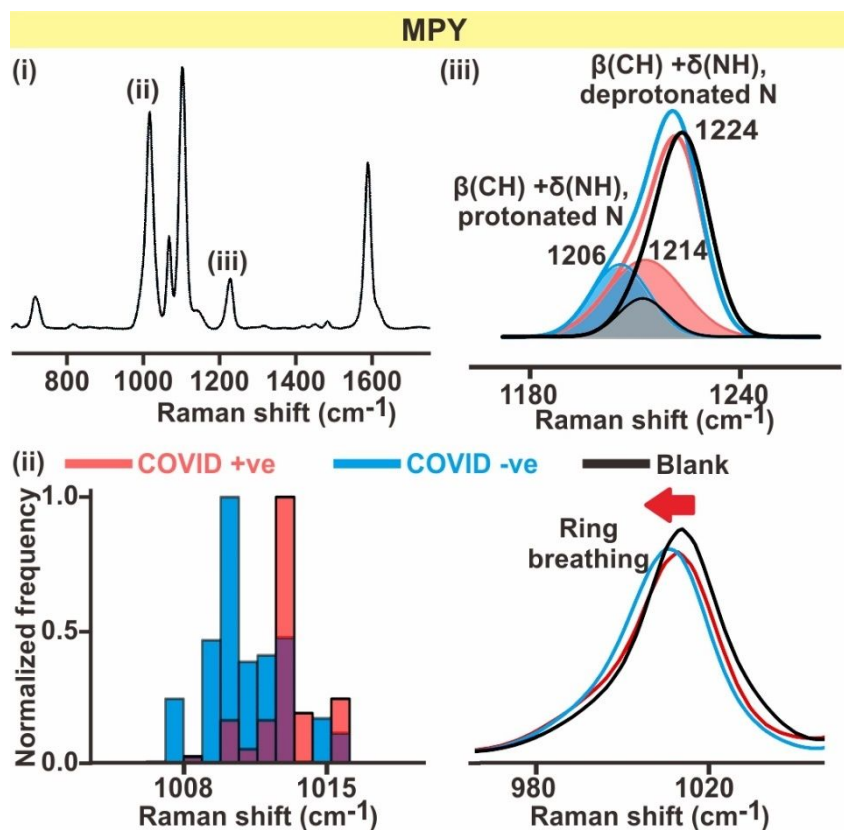 MPY
(i)
(ii)
(iii)
800 1000 1200 1400 1600
Raman shift (cm-1)
(iii)
β(CH) +δ(NH),
deprotonated N
1224
β(CH) +δ(NH),
protonated N
1206
1214
1180 1240
Raman shift (cm-1)
(ii)
COVID +ve
COVID -ve
Blank
Normalized frequency
1.0
0.5
0.0
1008 1015
Raman shift (cm-1)
Ring
breathing
980 1020
Raman shift (cm-1)